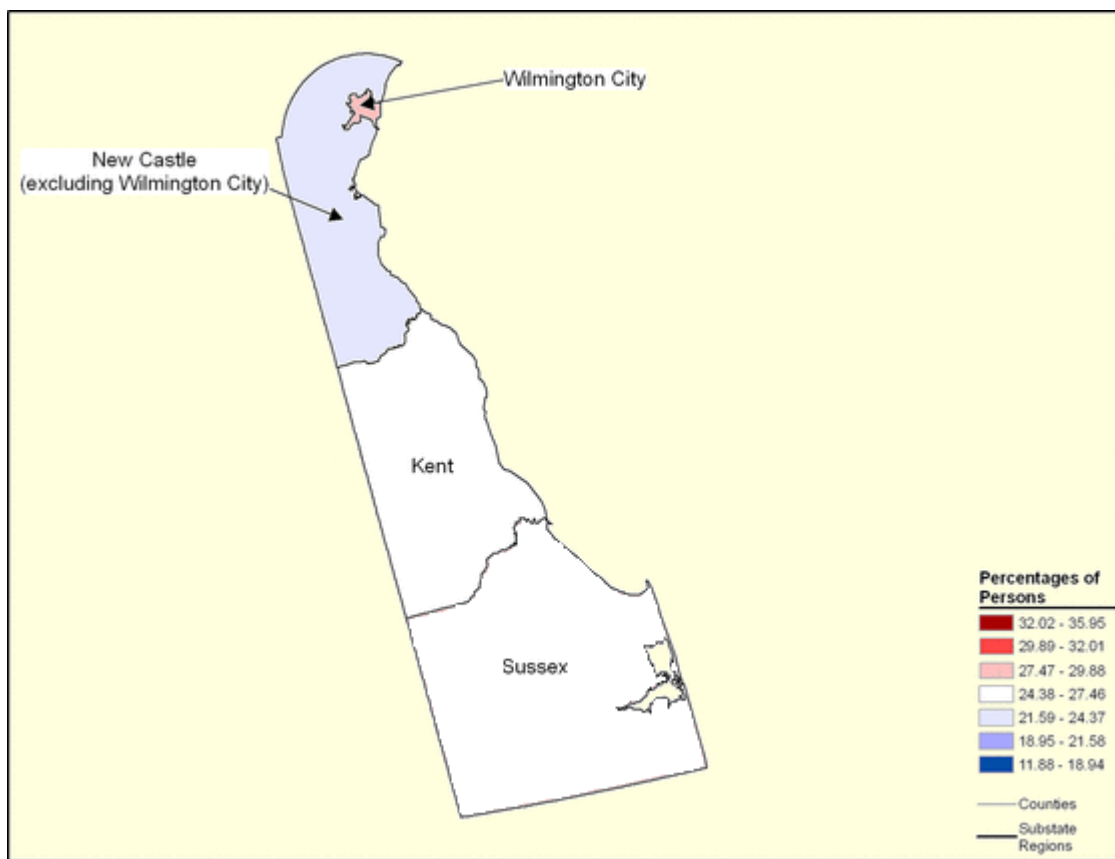 Wilmington City
New Castle
(excluding Wilmington City)
Kent
Sussex
Percentages of
Persons
32.02 - 35.95
29.89 - 32.01
27.47 - 29.88
24.38 - 27.46
21.59 - 24.37
18.95 - 21.58
11.88 - 18.94
Counties
Substate
Regions